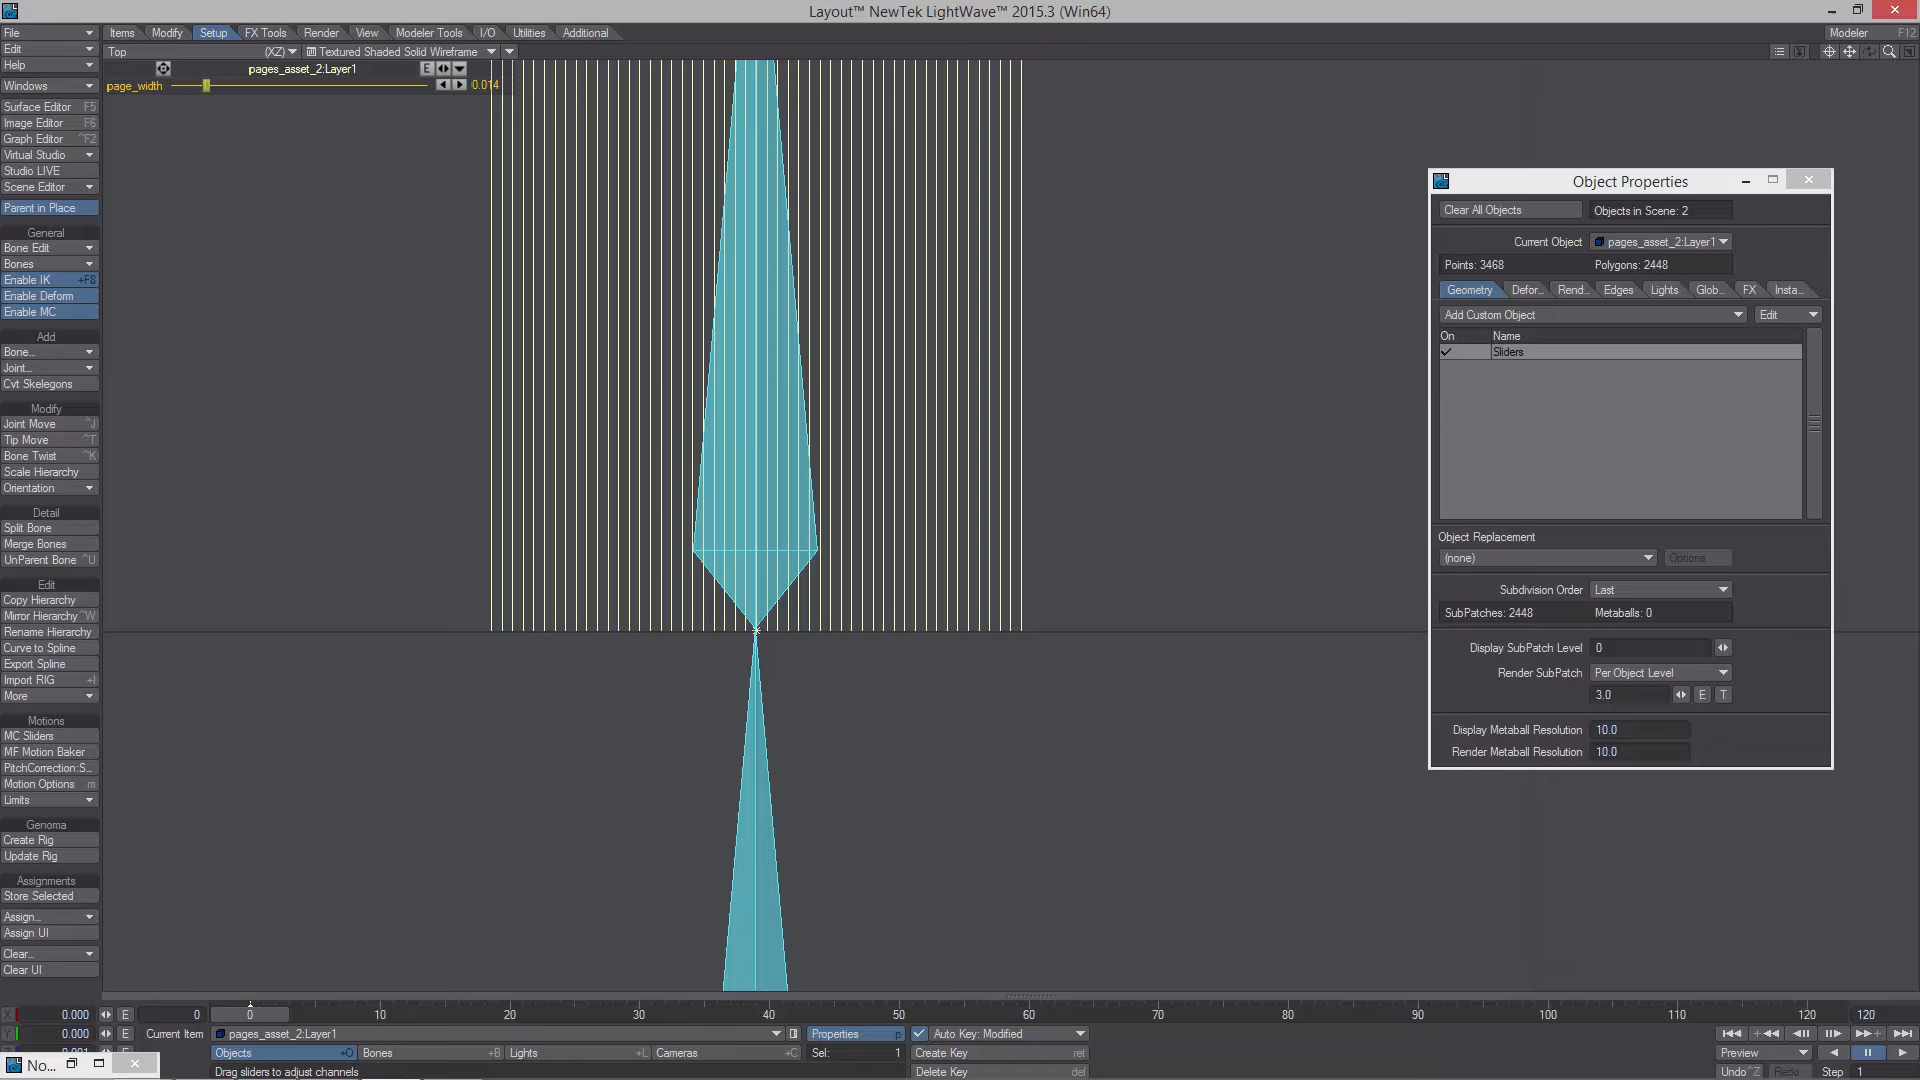 Layout™ NewTek LightWave™ 2015.3 (Win64)
File Items Modify Setup FX Tools Render View Modeler Tools I/O Utilities Additional Modeler F12
Edit Top (XZ) Textured Shaded Solid Wireframe
Help pages_asset_2:Layer1 E
Windows page_width 0.014
Surface Editor F5
Image Editor F6
Graph Editor ^F2
Virtual Studio
Studio LIVE
Scene Editor
Parent in Place
General
Bone Edit
Bones
Enable IK +F8
Enable Deform
Enable MC
Add
Bone...
Joint...
Cvt Skelegons
Modify
Joint Move ^J
Tip Move ^T
Bone Twist ^K
Scale Hierarchy
Orientation
Detail
Split Bone
Merge Bones
UnParent Bone ^U
Edit
Copy Hierarchy
Mirror Hierarchy ^W
Rename Hierarchy
Curve to Spline
Export Spline
Import RIG +I
More
Motions
MC Sliders
MF Motion Baker
PitchCorrection:S...
Motion Options m
Limits
Genoma
Create Rig
Update Rig
Assignments
Store Selected
Assign...
Assign UI
Clear...
Clear UI
Object Properties
Clear All Objects Objects in Scene: 2
Current Object pages_asset_2:Layer1
Points: 3468 Polygons: 2448
Geometry Defor... Rend... Edges Lights Glob... FX Insta...
Add Custom Object Edit
On Name
Sliders
Object Replacement
(none) Options
Subdivision Order Last
SubPatches: 2448 Metaballs: 0
Display SubPatch Level 0
Render SubPatch Per Object Level
3.0 E T
Display Metaball Resolution 10.0
Render Metaball Resolution 10.0
X 0.000 E 0 0 10 20 30 40 50 60 70 80 90 100 110 120 120
Y 0.000 E Current Item pages_asset_2:Layer1 Properties p Auto Key: Modified
Objects +O Bones +B Lights +L Cameras +C Sel: 1 Create Key ret Preview
No... Drag sliders to adjust channels Delete Key del Undo ^Z Redo Step 1